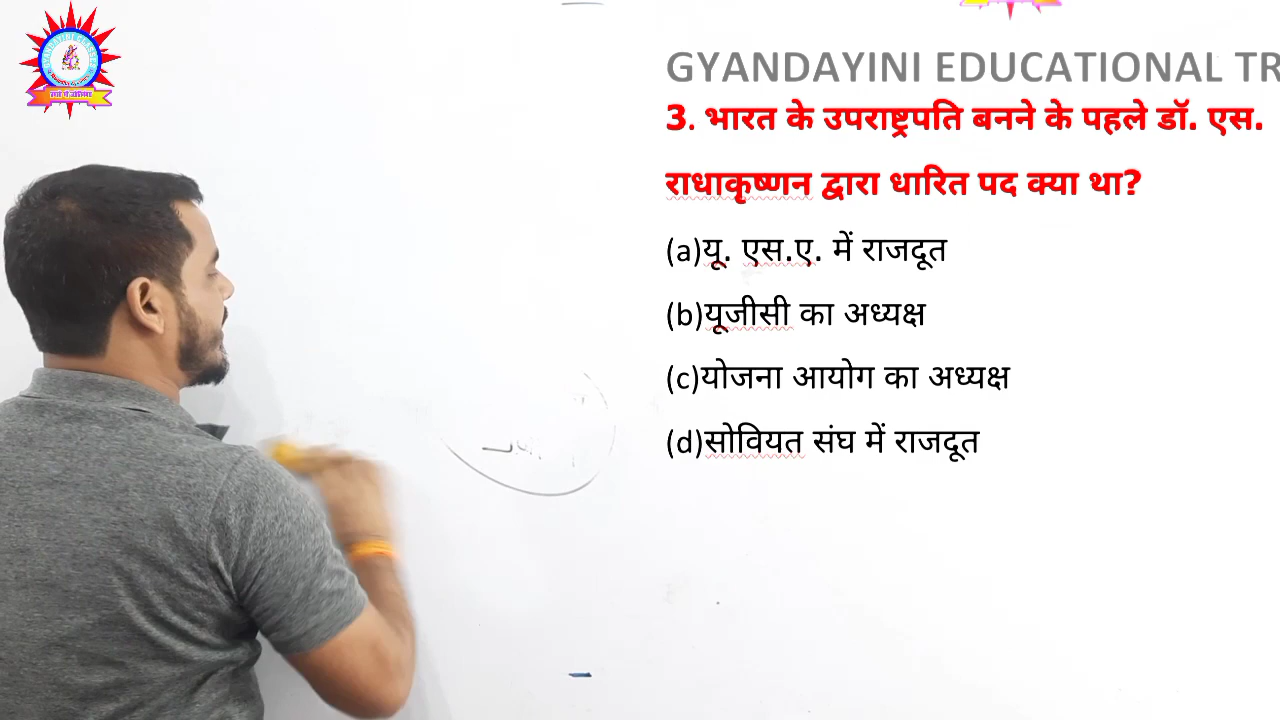 GYANDAYINI EDUCATIONAL TR
3. भारत के उपराष्ट्रपति बनने के पहले डॉ. एस.
राधाकृष्णन द्वारा धारित पद क्या था?
(a)यू. एस.ए. में राजदूत
(b)यूजीसी का अध्यक्ष
(c)योजना आयोग का अध्यक्ष
(d)सोवियत संघ में राजदूत